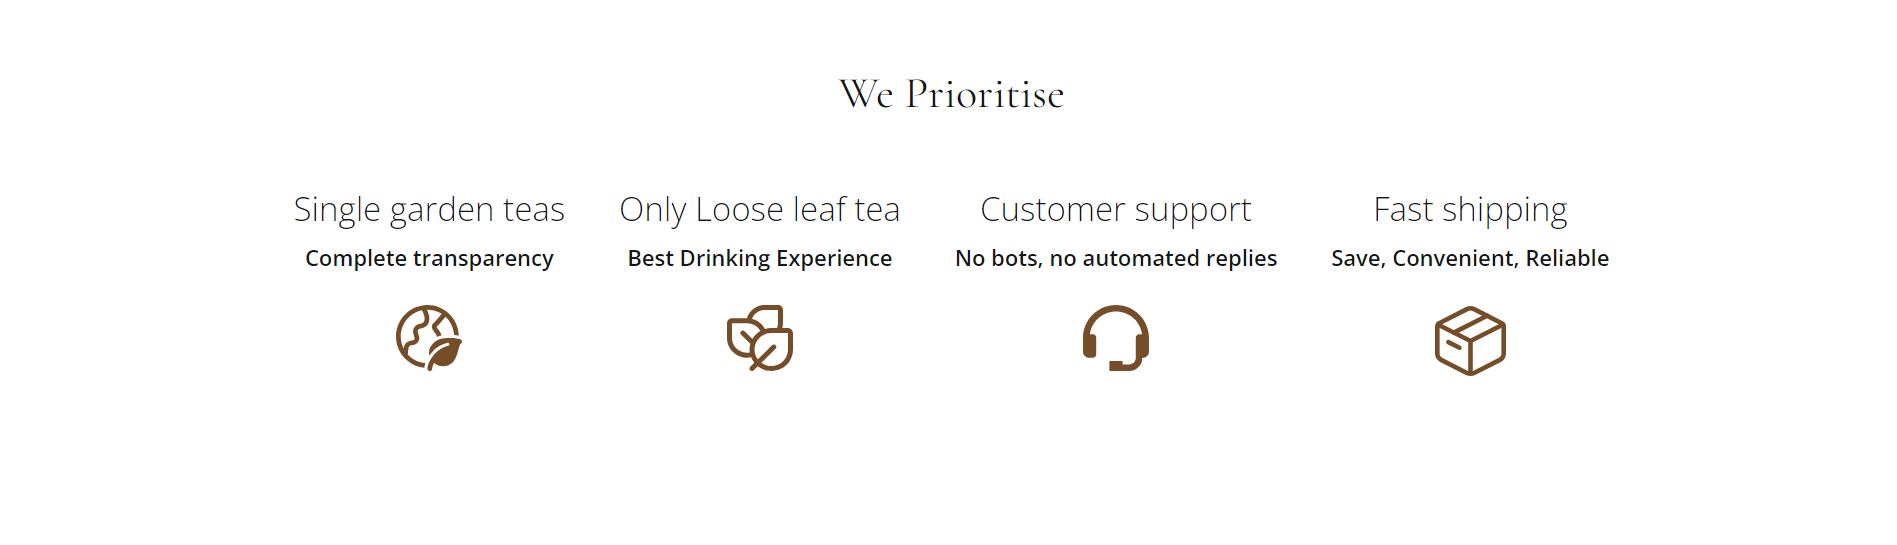 We Prioritise
Single garden teas
Complete transparency
Only Loose leaf tea
Best Drinking Experience
Customer support
No bots, no automated replies
Fast shipping
Save, Convenient, Reliable